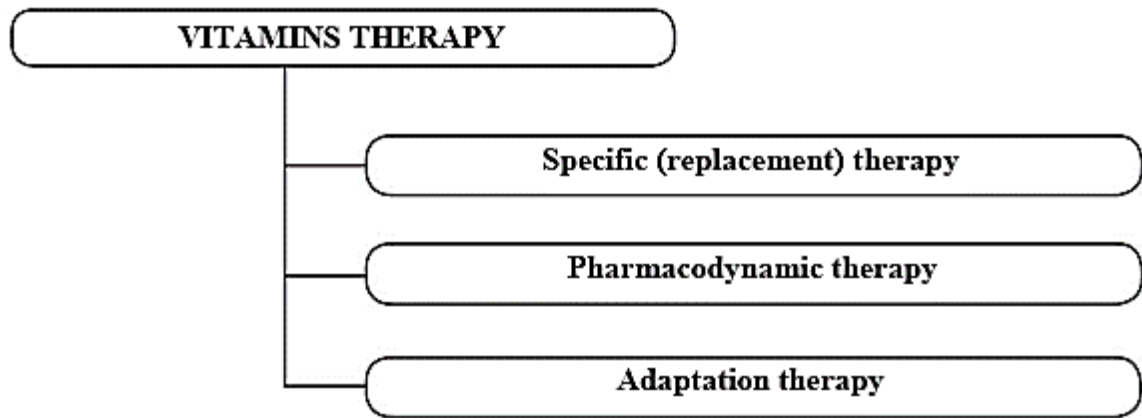 VITAMINS THERAPY
Specific (replacement) therapy
Pharmacodynamic therapy
Adaptation therapy